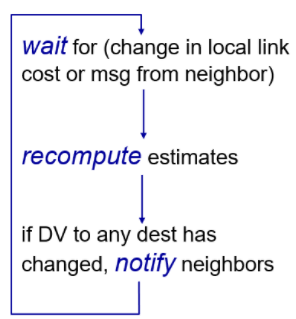 wait for (change in local link
cost or msg from neighbor)
recompute estimates
if DV to any dest has
changed, notify neighbors